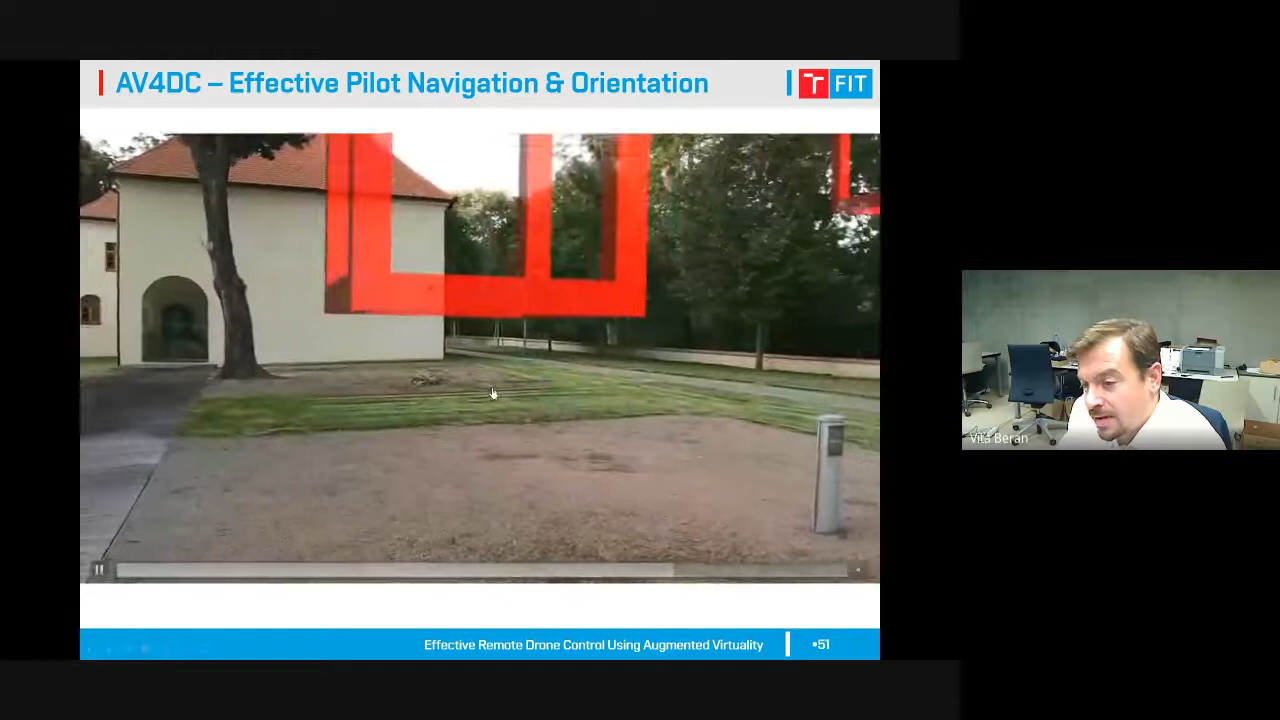 AV4DC – Effective Pilot Navigation & Orientation
T FIT
Vita Beran
Effective Remote Drone Control Using Augmented Virtuality
•51